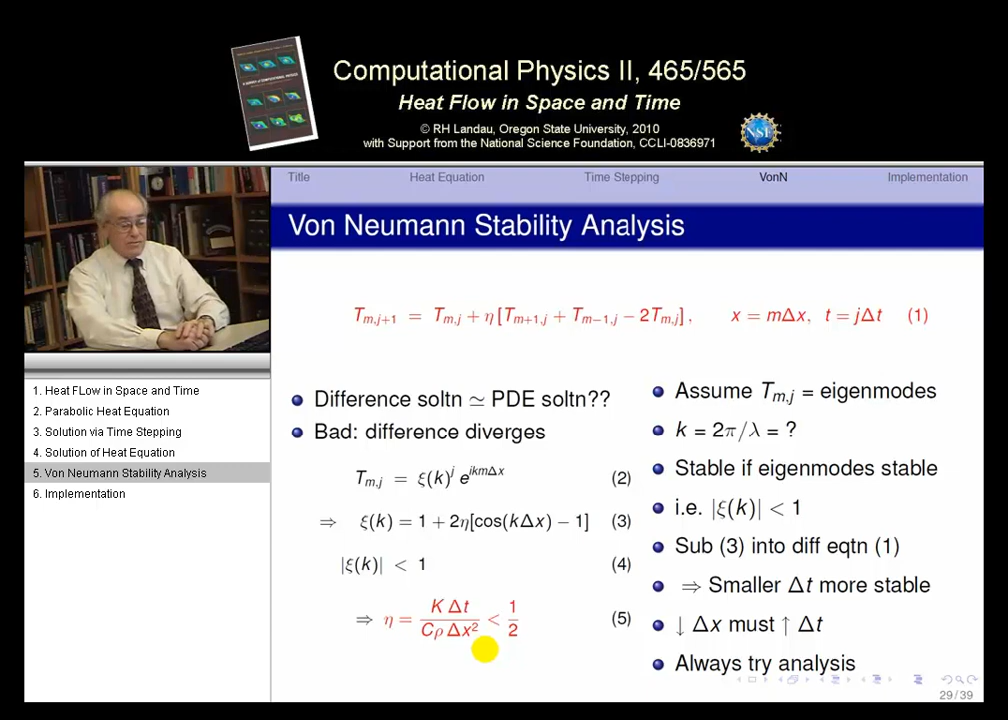 Computational Physics II, 465/565
Heat Flow in Space and Time
© RH Landau, Oregon State University, 2010
with Support from the National Science Foundation, CCLI-0836971
NSF
Title Heat Equation Time Stepping VonN Implementation
Von Neumann Stability Analysis
T_{m,j+1} = T_{m,j} + η [T_{m+1,j} + T_{m−1,j} − 2T_{m,j}] , x = mΔx, t = jΔt (1)
Difference soltn ≃ PDE soltn??
Bad: difference diverges
T_{m,j} = ξ(k)^j e^{ikmΔx} (2)
⇒ ξ(k) = 1 + 2η[cos(kΔx) − 1] (3)
|ξ(k)| < 1 (4)
⇒ η = K Δt / Cρ Δx² < 1/2 (5)
Assume T_{m,j} = eigenmodes
k = 2π/λ = ?
Stable if eigenmodes stable
i.e. |ξ(k)| < 1
Sub (3) into diff eqtn (1)
⇒ Smaller Δt more stable
↓ Δx must ↑ Δt
Always try analysis
29/39
1. Heat FLow in Space and Time
2. Parabolic Heat Equation
3. Solution via Time Stepping
4. Solution of Heat Equation
5. Von Neumann Stability Analysis
6. Implementation